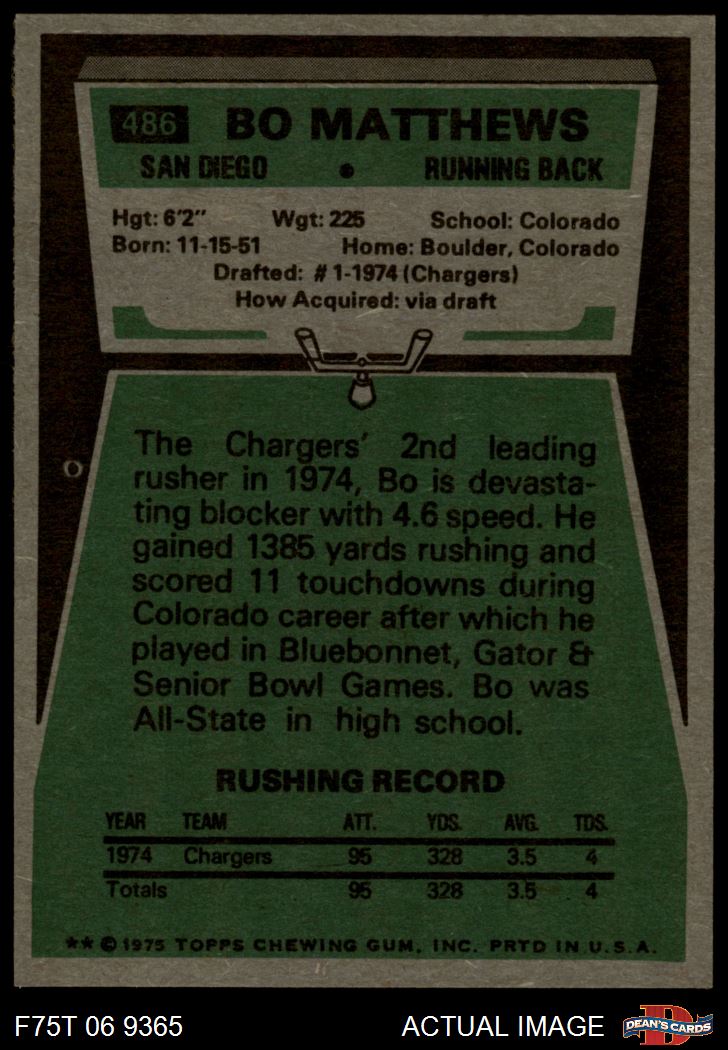 486 BO MATTHEWS
SAN DIEGO • RUNNING BACK
Hgt: 6'2" Wgt: 225 School: Colorado
Born: 11-15-51 Home: Boulder, Colorado
Drafted: #1-1974 (Chargers)
How Acquired: via draft
The Chargers' 2nd leading
rusher in 1974, Bo is devasta-
ting blocker with 4.6 speed. He
gained 1385 yards rushing and
scored 11 touchdowns during
Colorado career after which he
played in Bluebonnet, Gator &
Senior Bowl Games. Bo was
All-State in high school.
RUSHING RECORD
YEAR TEAM ATT. YDS. AVG. TDS.
1974 Chargers 95 328 3.5 4
Totals 95 328 3.5 4
** © 1975 TOPPS CHEWING GUM, INC. PRTD IN U.S.A.
F75T 06 9365 ACTUAL IMAGE D DEAN'S CARDS